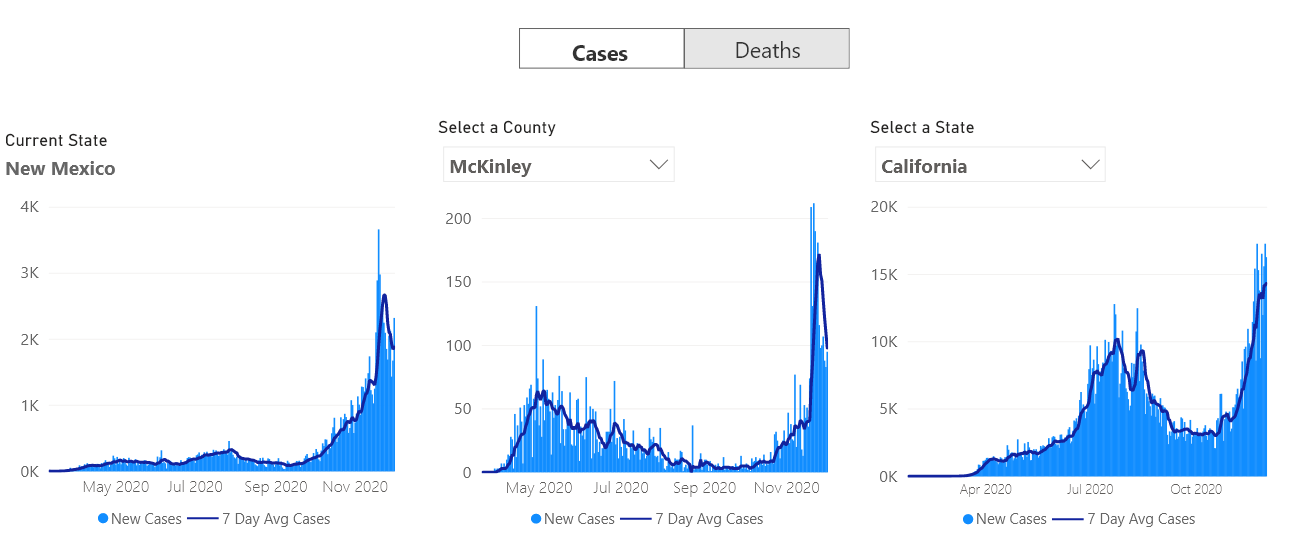 Cases Deaths
Current State
New Mexico
4K
3K
2K
1K
0K
May 2020 Jul 2020 Sep 2020 Nov 2020
New Cases 7 Day Avg Cases
Select a County
McKinley
200
150
100
50
0
May 2020 Jul 2020 Sep 2020 Nov 2020
New Cases 7 Day Avg Cases
Select a State
California
20K
15K
10K
5K
0K
Apr 2020 Jul 2020 Oct 2020
New Cases 7 Day Avg Cases